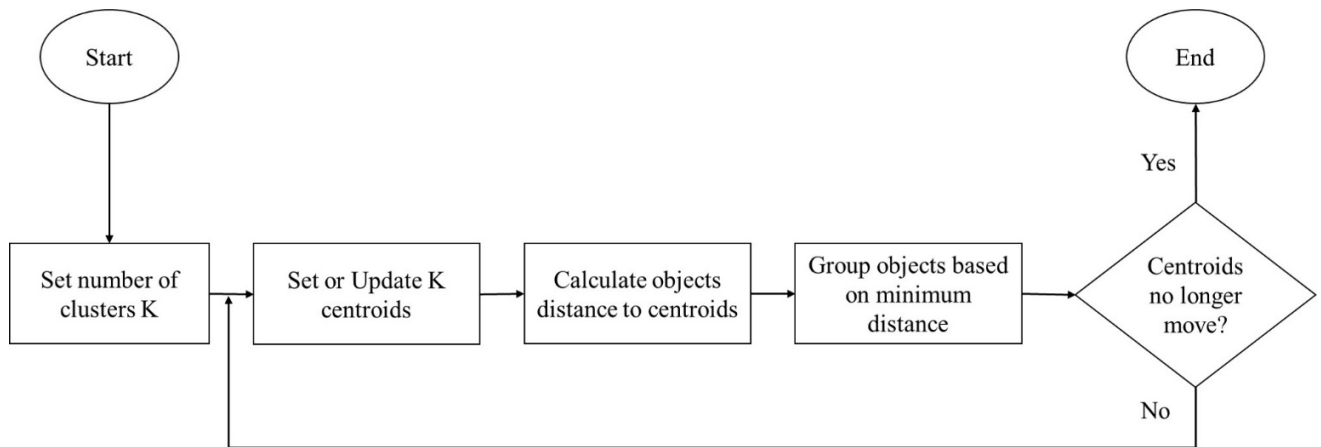 Start
End
Yes
Set number of
clusters K
Set or Update K
centroids
Calculate objects
distance to centroids
Group objects based
on minimum
distance
Centroids
no longer
move?
No